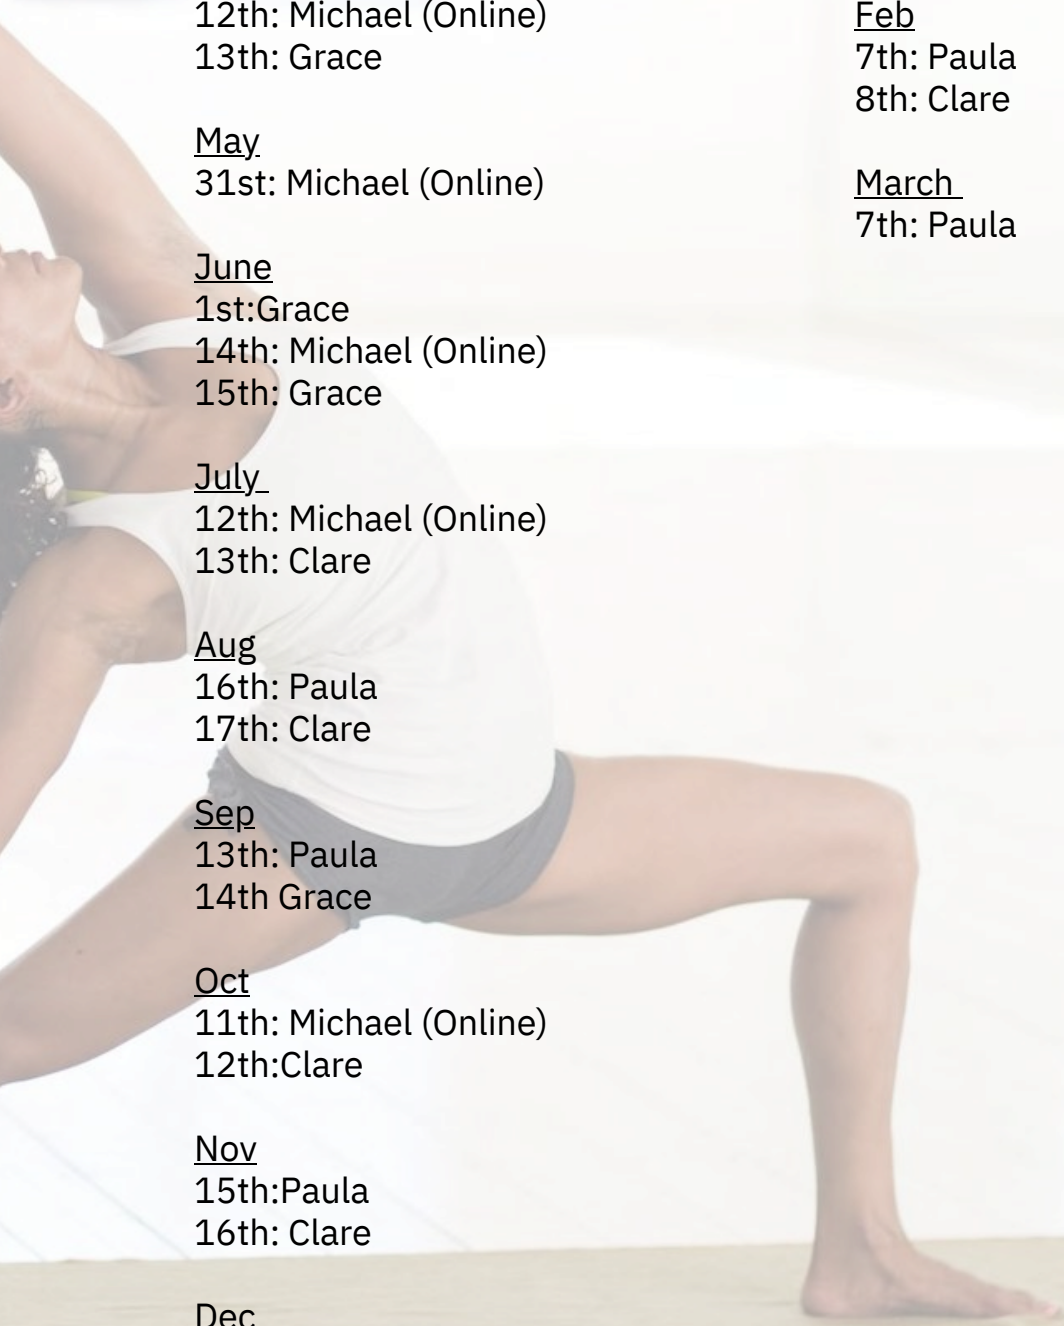 12th: Michael (Online)
13th: Grace
May
31st: Michael (Online)
June
1st:Grace
14th: Michael (Online)
15th: Grace
July
12th: Michael (Online)
13th: Clare
Aug
16th: Paula
17th: Clare
Sep
13th: Paula
14th Grace
Oct
11th: Michael (Online)
12th:Clare
Nov
15th:Paula
16th: Clare
Dec
Feb
7th: Paula
8th: Clare
March
7th: Paula